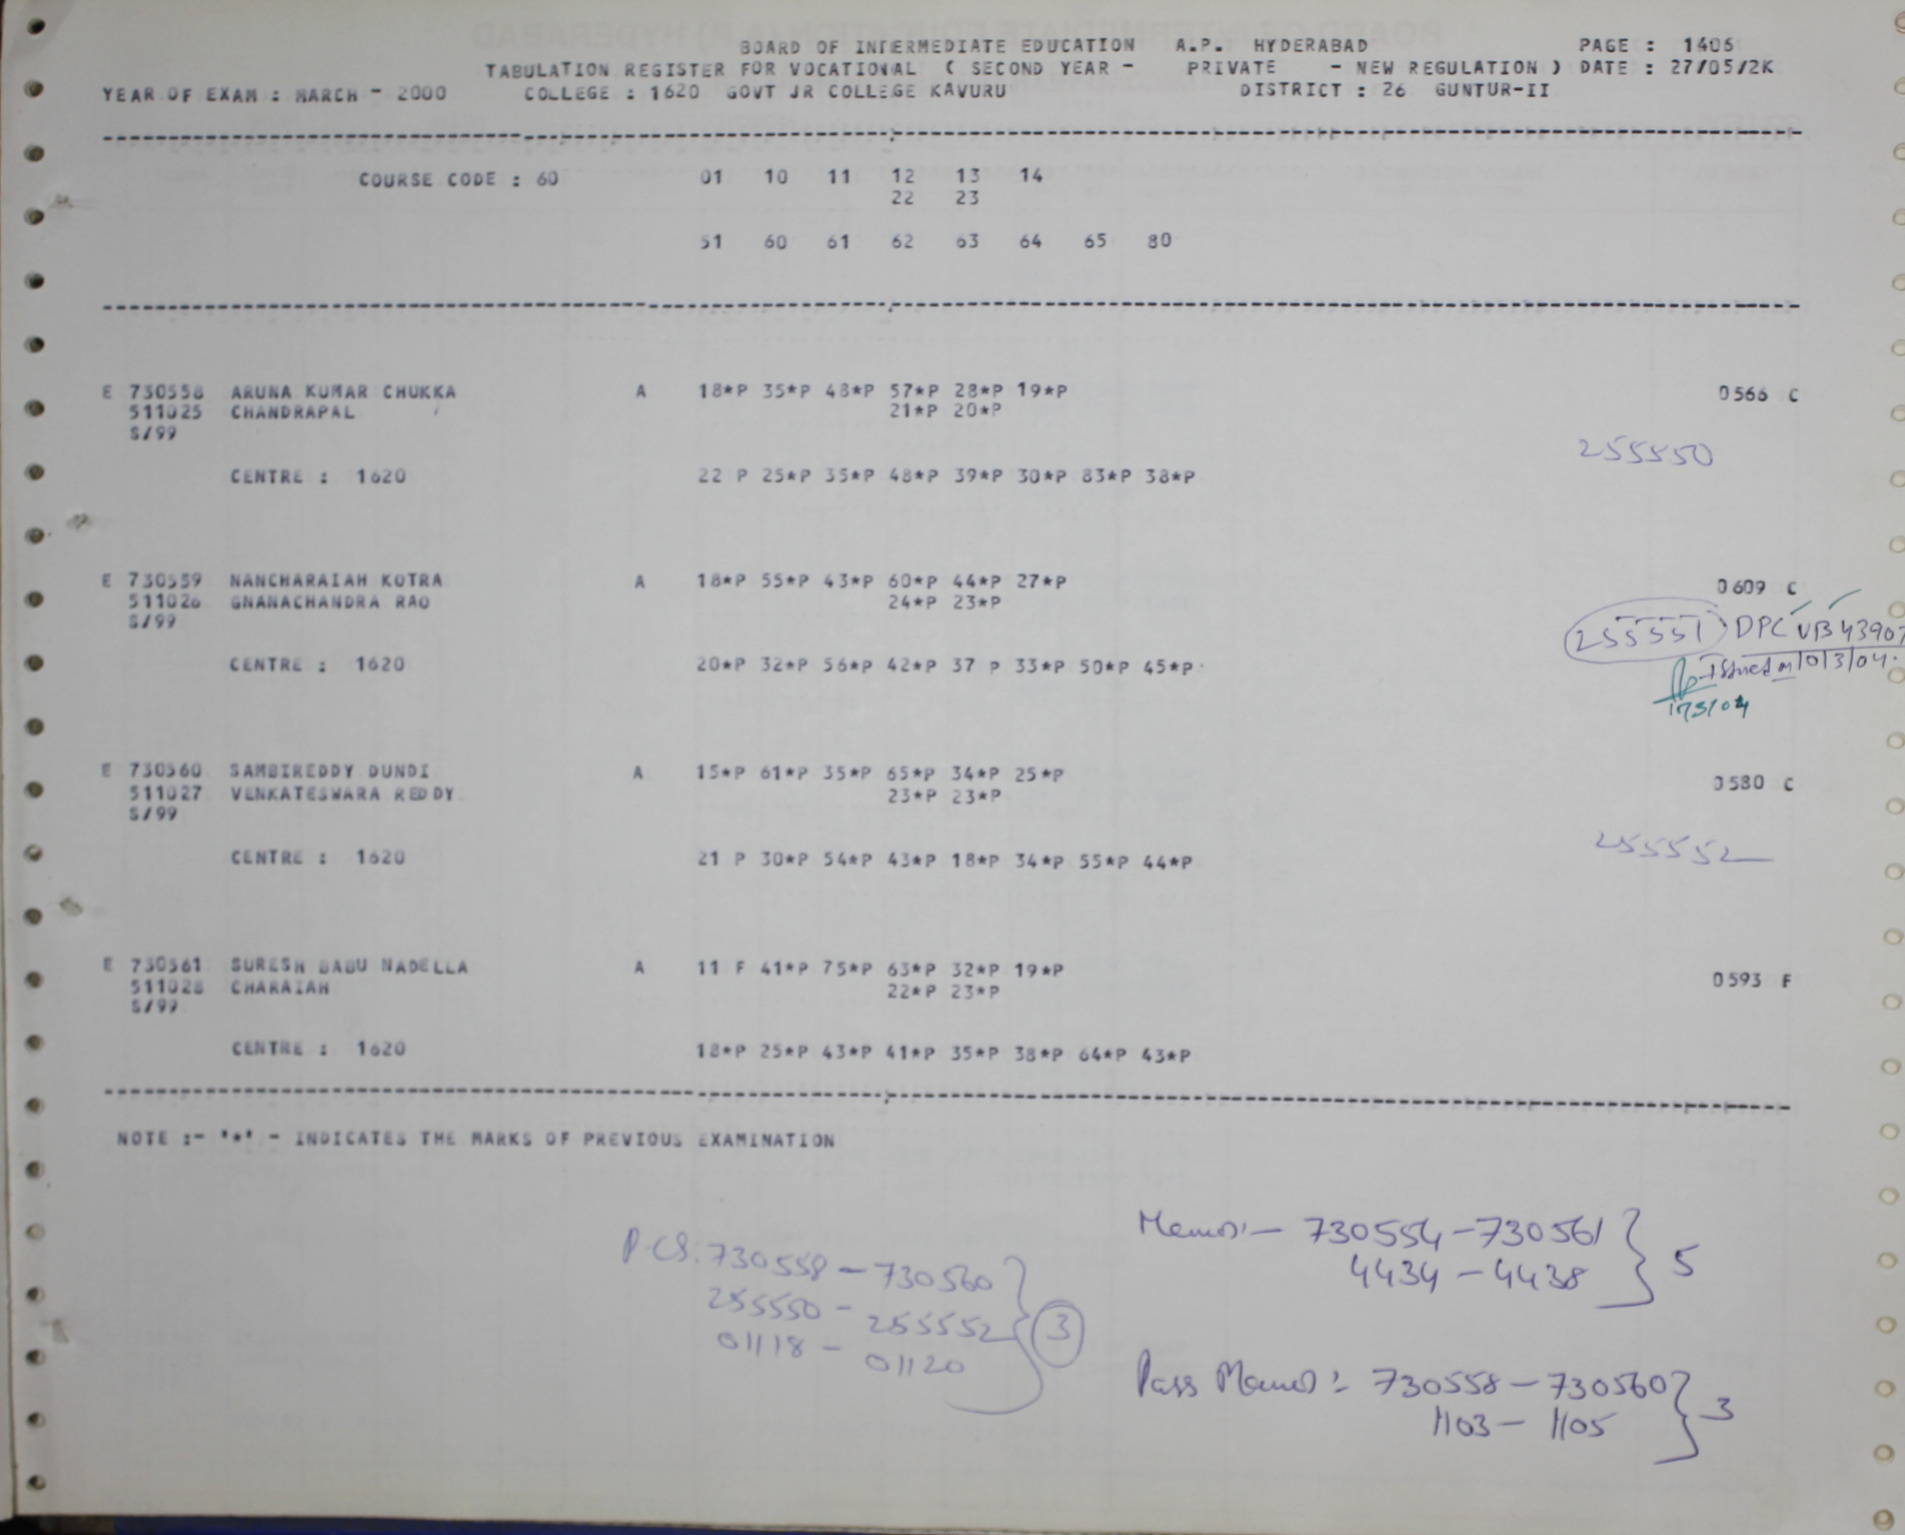 BOARD OF INTERMEDIATE EDUCATION A.P. HYDERABAD PAGE : 1406
TABULATION REGISTER FOR VOCATIONAL ( SECOND YEAR - PRIVATE - NEW REGULATION ) DATE : 27/05/2K
YEAR OF EXAM : MARCH - 2000 COLLEGE : 1620 GOVT JR COLLEGE KAVURU DISTRICT : 26 GUNTUR-II
COURSE CODE : 60 01 10 11 12 13 14
22 23
51 60 61 62 63 64 65 80
E 730558 ARUNA KUMAR CHUKKA A 18*P 35*P 48*P 57*P 28*P 19*P 0566 C
511025 CHANDRAPAL 21*P 20*P
S/99
255550
CENTRE : 1620 22 P 25*P 35*P 48*P 39*P 30*P 83*P 38*P
E 730559 NANCHARAIAH KOTRA A 18*P 55*P 43*P 60*P 44*P 27*P 0609 C
511026 GNANACHANDRA RAO 24*P 23*P
S/99
255551 DPC VB 43907
CENTRE : 1620 20*P 32*P 56*P 42*P 37 P 33*P 50*P 45*P
Issued on 10/3/04.
E 730560 SAMBIREDDY DUNDI A 15*P 61*P 35*P 65*P 34*P 25*P 0580 C
511027 VENKATESWARA REDDY 23*P 23*P
S/99
255552
CENTRE : 1620 21 P 30*P 54*P 43*P 18*P 34*P 55*P 44*P
E 730561 SURESH BABU NADELLA A 11 F 41*P 75*P 63*P 32*P 19*P 0593 F
511028 CHARAIAH 22*P 23*P
S/99
CENTRE : 1620 18*P 25*P 43*P 41*P 35*P 38*P 64*P 43*P
NOTE :- '*' - INDICATES THE MARKS OF PREVIOUS EXAMINATION
Memos:- 730554-730561
4434-4438 } 5
P.Cs. 730558-730560
255550-255552
01118-01120 } 3
Pass Memos:- 730558-730560
1103-1105 } 3